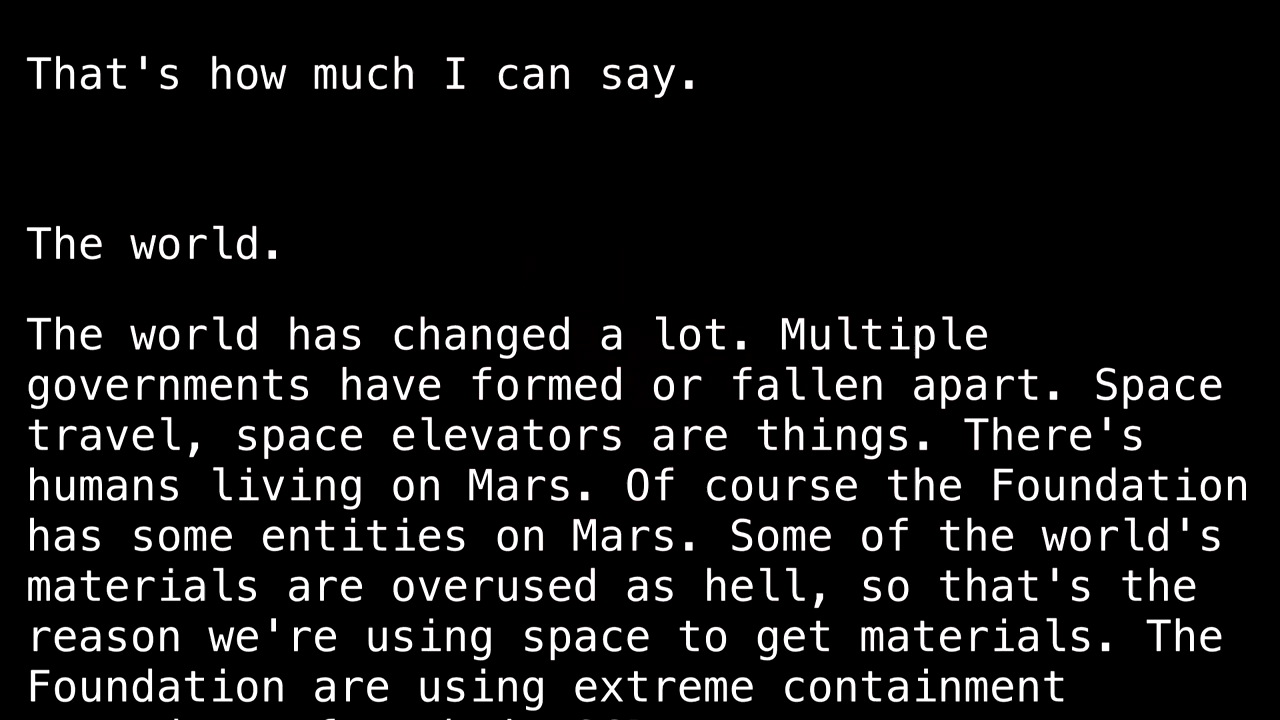 That's how much I can say.
The world.
The world has changed a lot. Multiple
governments have formed or fallen apart. Space
travel, space elevators are things. There's
humans living on Mars. Of course the Foundation
has some entities on Mars. Some of the world's
materials are overused as hell, so that's the
reason we're using space to get materials. The
Foundation are using extreme containment